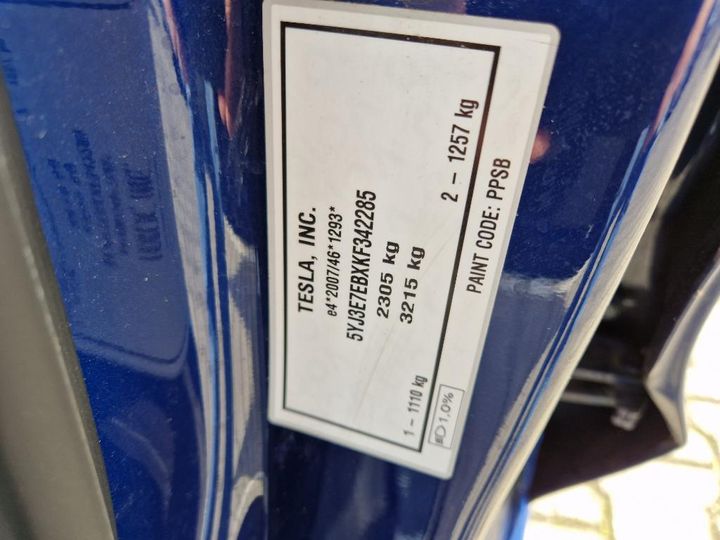 TESLA, INC.
e4*2007/46*1293*
5YJ3E7EBXKF342285
2305 kg
3215 kg
1 - 1110 kg
2 - 1257 kg
1,0%
PAINT CODE: PPSB